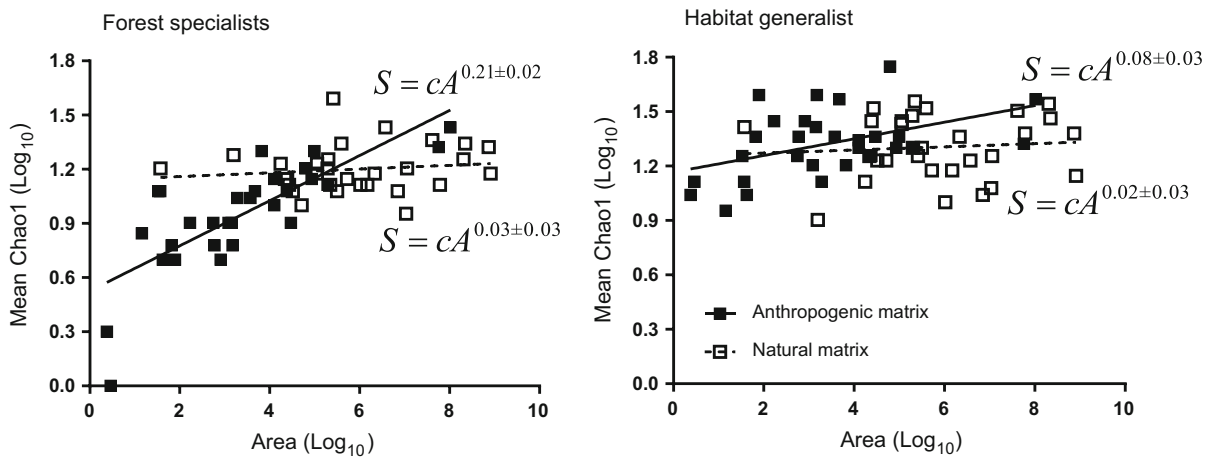 Forest specialists
Mean Chao1 (Log10)
1.8
1.5
1.2
0.9
0.6
0.3
0.0
S = cA^0.21±0.02
S = cA^0.03±0.03
0 2 4 6 8 10
Area (Log10)
Habitat generalist
Mean Chao1 (Log10)
1.8
1.5
1.2
0.9
0.6
0.3
0.0
S = cA^0.08±0.03
S = cA^0.02±0.03
Anthropogenic matrix
Natural matrix
0 2 4 6 8 10
Area (Log10)